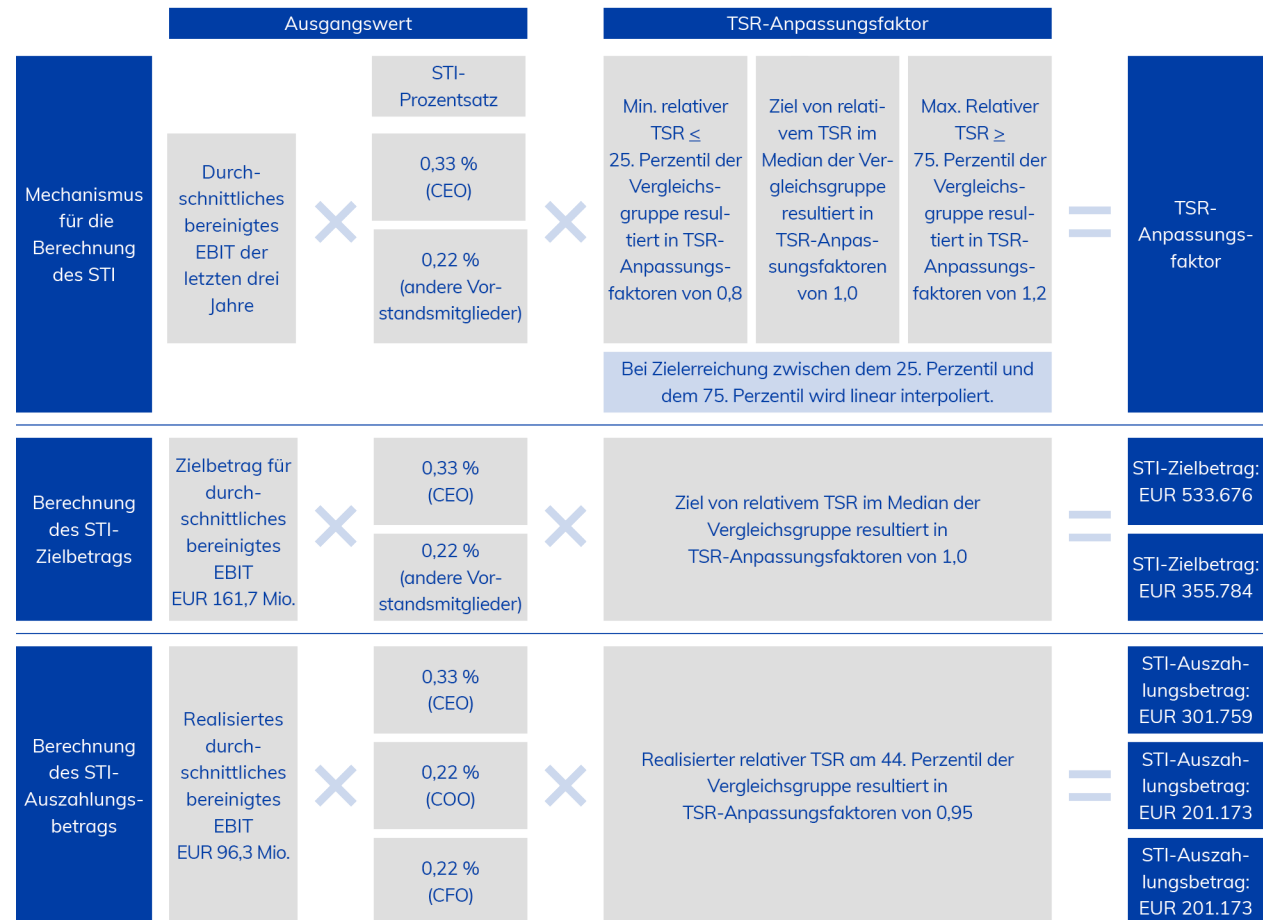 Ausgangswert
TSR-Anpassungsfaktor
Mechanismus
für die
Berechnung
des STI
Durch-
schnittliches
bereinigtes
EBIT der
letzten drei
Jahre
×
STI-
Prozentsatz
0,33 %
(CEO)
0,22 %
(andere Vor-
standsmitglieder)
×
Min. relativer
TSR ≤
25. Perzentil der
Vergleichs-
gruppe resul-
tiert in TSR-
Anpassungs-
faktoren von 0,8
Ziel von relati-
vem TSR im
Median der Ver-
gleichsgruppe
resultiert in
TSR-Anpas-
sungsfaktoren
von 1,0
Max. Relativer
TSR ≥
75. Perzentil der
Vergleichs-
gruppe resul-
tiert in TSR-
Anpassungs-
faktoren von 1,2
Bei Zielerreichung zwischen dem 25. Perzentil und
dem 75. Perzentil wird linear interpoliert.
=
TSR-
Anpassungs-
faktor
Berechnung
des STI-
Zielbetrags
Zielbetrag für
durch-
schnittliches
bereinigtes
EBIT
EUR 161,7 Mio.
×
0,33 %
(CEO)
0,22 %
(andere Vor-
standsmitglieder)
×
Ziel von relativem TSR im Median der
Vergleichsgruppe resultiert in
TSR-Anpassungsfaktoren von 1,0
=
STI-Zielbetrag:
EUR 533.676
STI-Zielbetrag:
EUR 355.784
Berechnung
des STI-
Auszahlungs-
betrags
Realisiertes
durch-
schnittliches
bereinigtes
EBIT
EUR 96,3 Mio.
×
0,33 %
(CEO)
0,22 %
(COO)
0,22 %
(CFO)
×
Realisierter relativer TSR am 44. Perzentil der
Vergleichsgruppe resultiert in
TSR-Anpassungsfaktoren von 0,95
=
STI-Auszah-
lungsbetrag:
EUR 301.759
STI-Auszah-
lungsbetrag:
EUR 201.173
STI-Auszah-
lungsbetrag:
EUR 201.173